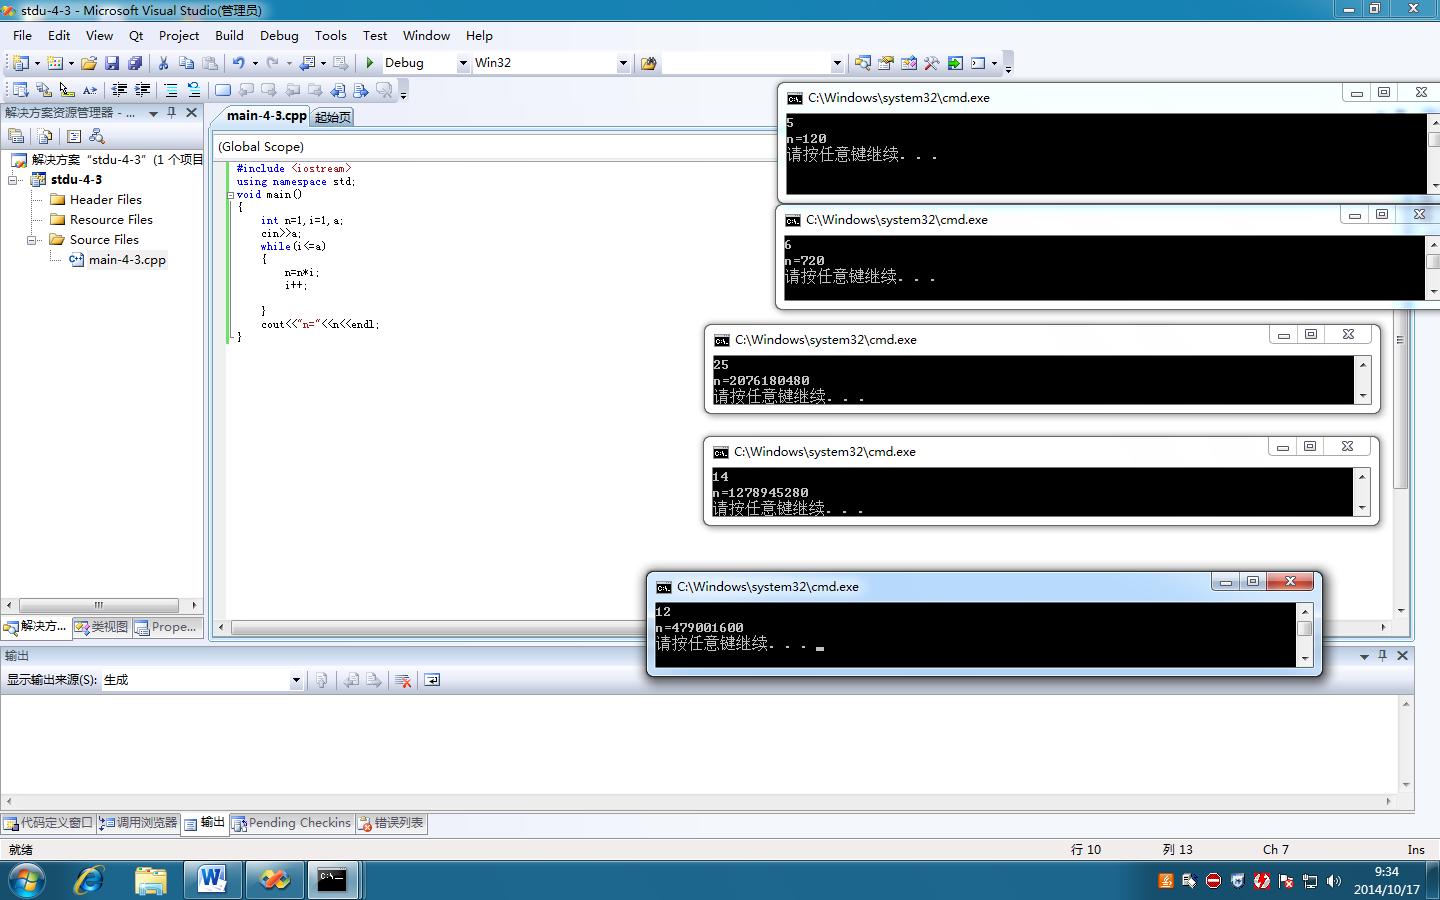 stdu-4-3 - Microsoft Visual Studio(管理员)
File Edit View Qt Project Build Debug Tools Test Window Help
Debug Win32
解决方案资源管理器 - ...
解决方案 "stdu-4-3" (1 个项目
stdu-4-3
Header Files
Resource Files
Source Files
main-4-3.cpp
解决方... 类视图 Prope...
main-4-3.cpp 起始页
(Global Scope)
#include <iostream>
using namespace std;
void main()
{
int n=1,i=1,a;
cin>>a;
while(i<=a)
{
n=n*i;
i++;
}
cout<<"n="<<n<<endl;
}
C:\Windows\system32\cmd.exe
5
n=120
请按任意键继续. . .
C:\Windows\system32\cmd.exe
6
n=720
请按任意键继续. . .
C:\Windows\system32\cmd.exe
25
n=2076180480
请按任意键继续. . .
C:\Windows\system32\cmd.exe
14
n=1278945280
请按任意键继续. . .
C:\Windows\system32\cmd.exe
12
n=479001600
请按任意键继续. . .
输出
显示输出来源(S): 生成
代码定义窗口 调用浏览器 输出 Pending Checkins 错误列表
就绪 行 10 列 13 Ch 7 Ins
9:34
2014/10/17